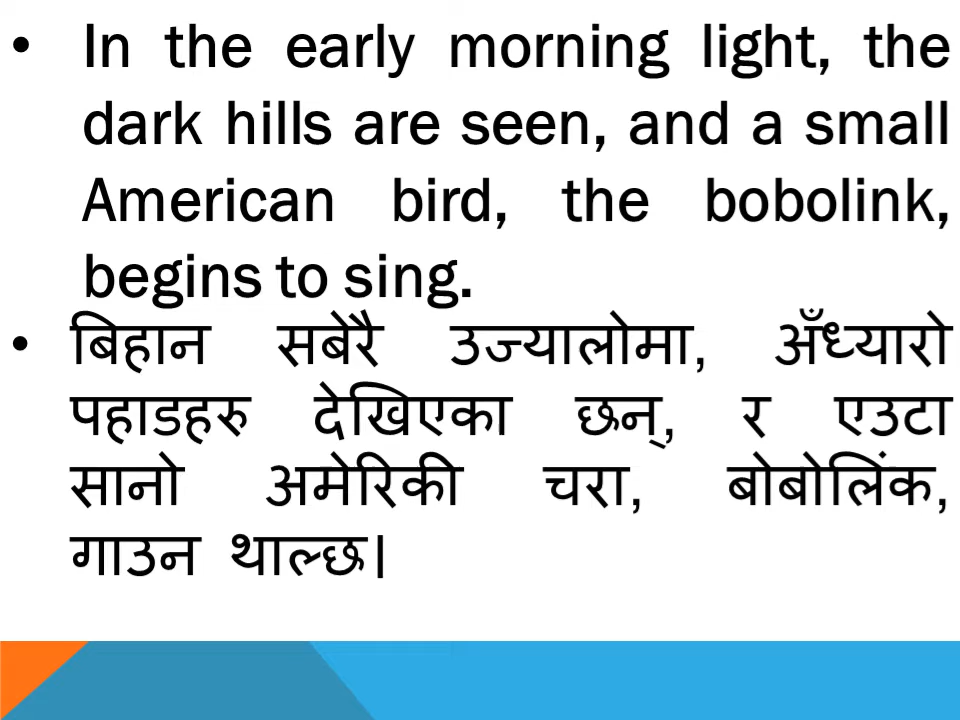 • In the early morning light, the
dark hills are seen, and a small
American bird, the bobolink,
begins to sing.
• बिहान सबेरै उज्यालोमा, अँध्यारो
पहाडहरु देखिएका छन्, र एउटा
सानो अमेरिकी चरा, बोबोलिंक,
गाउन थाल्छ।